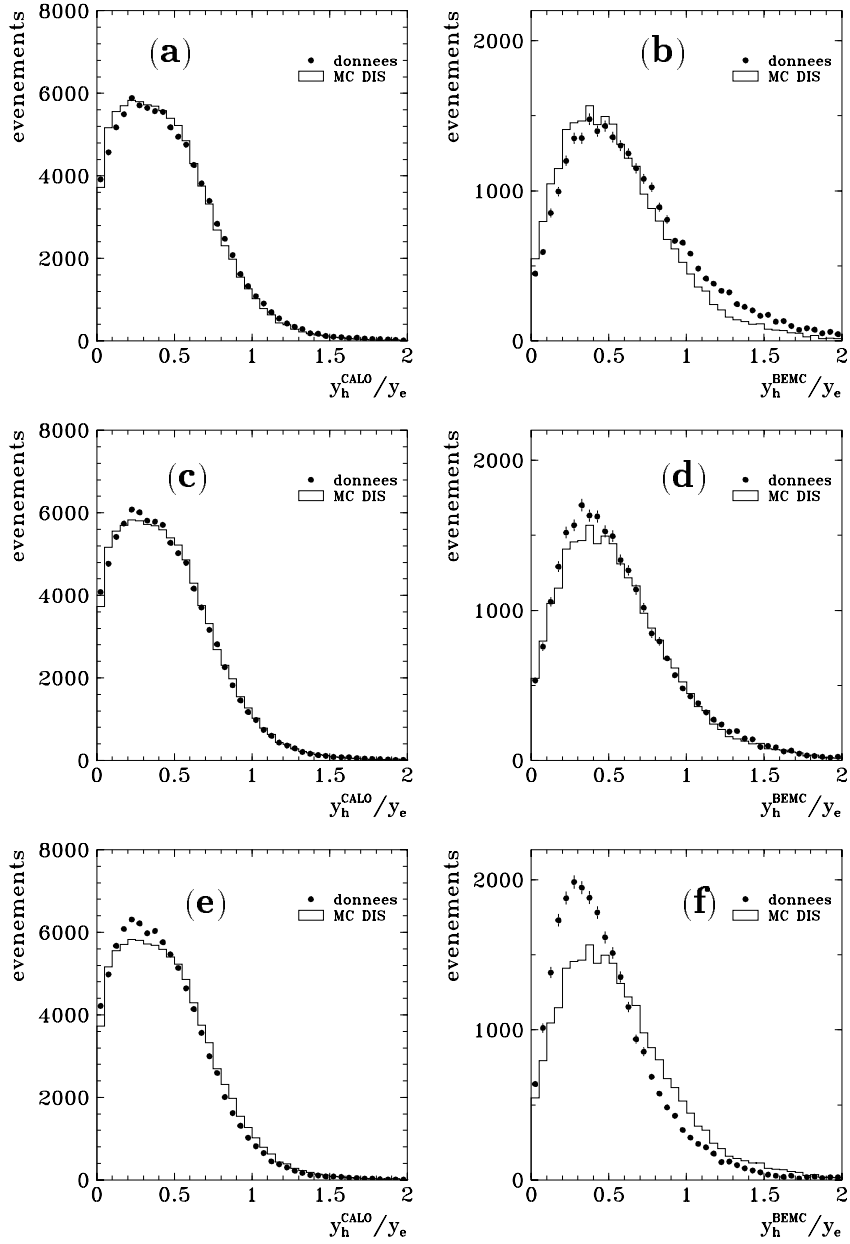 evenements
8000
6000
4000
2000
0
(a)
donnees
MC DIS
0 0.5 1 1.5 2
y_h^CALO/y_e
evenements
2000
1000
0
(b)
donnees
MC DIS
0 0.5 1 1.5 2
y_h^BEMC/y_e
evenements
8000
6000
4000
2000
0
(c)
donnees
MC DIS
0 0.5 1 1.5 2
y_h^CALO/y_e
evenements
2000
1000
0
(d)
donnees
MC DIS
0 0.5 1 1.5 2
y_h^BEMC/y_e
evenements
8000
6000
4000
2000
0
(e)
donnees
MC DIS
0 0.5 1 1.5 2
y_h^CALO/y_e
evenements
2000
1000
0
(f)
donnees
MC DIS
0 0.5 1 1.5 2
y_h^BEMC/y_e